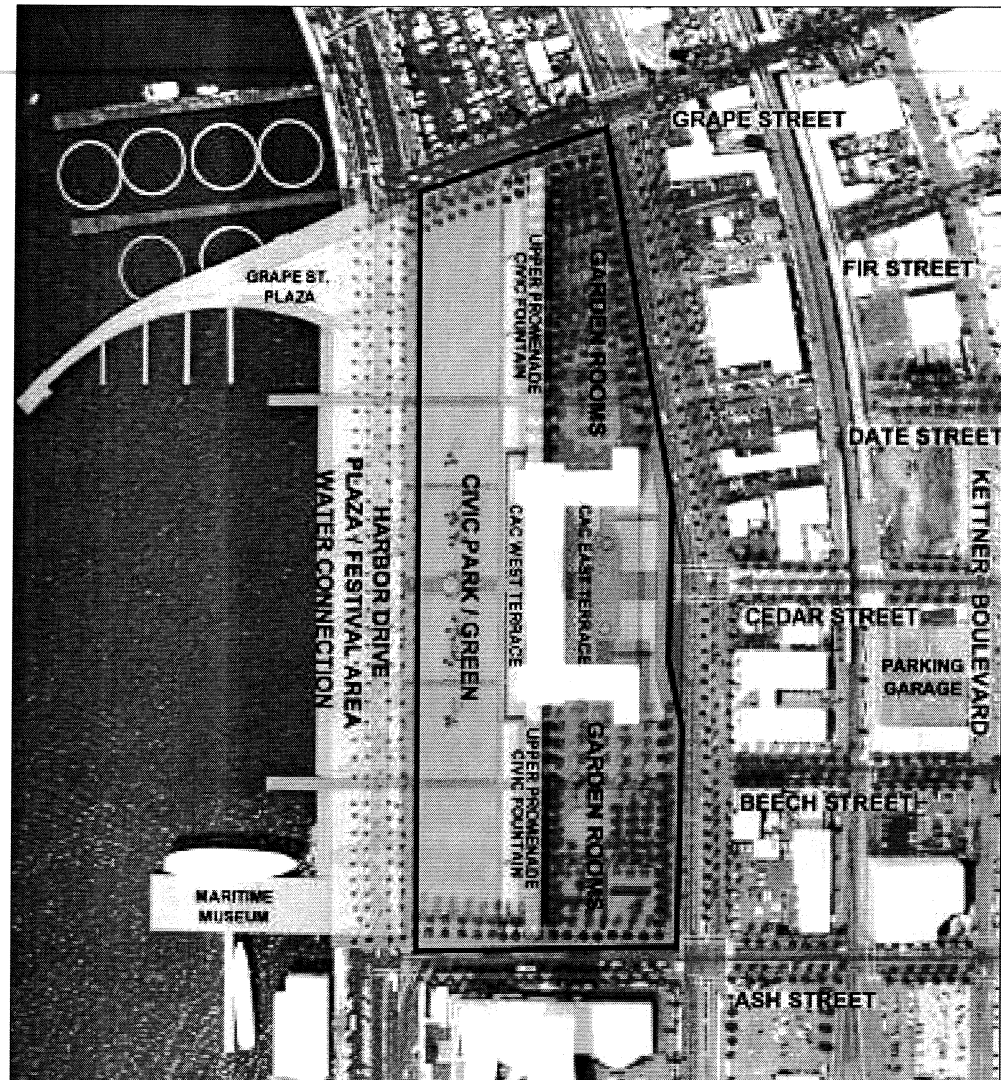 GRAPE STREET
GRAPE ST.
PLAZA
UPPER PROMENADE
CIVIC FOUNTAIN
GARDEN ROOMS
FIR STREET
DATE STREET
KETTNER BOULEVARD
HARBOR DRIVE
PLAZA / FESTIVAL AREA
WATER CONNECTION
CIVIC PARK / GREEN
CAC WEST TERRACE
CAC EAST TERRACE
CEDAR STREET
PARKING
GARAGE
UPPER PROMENADE
CIVIC FOUNTAIN
GARDEN ROOMS
BEECH STREET
MARITIME
MUSEUM
ASH STREET